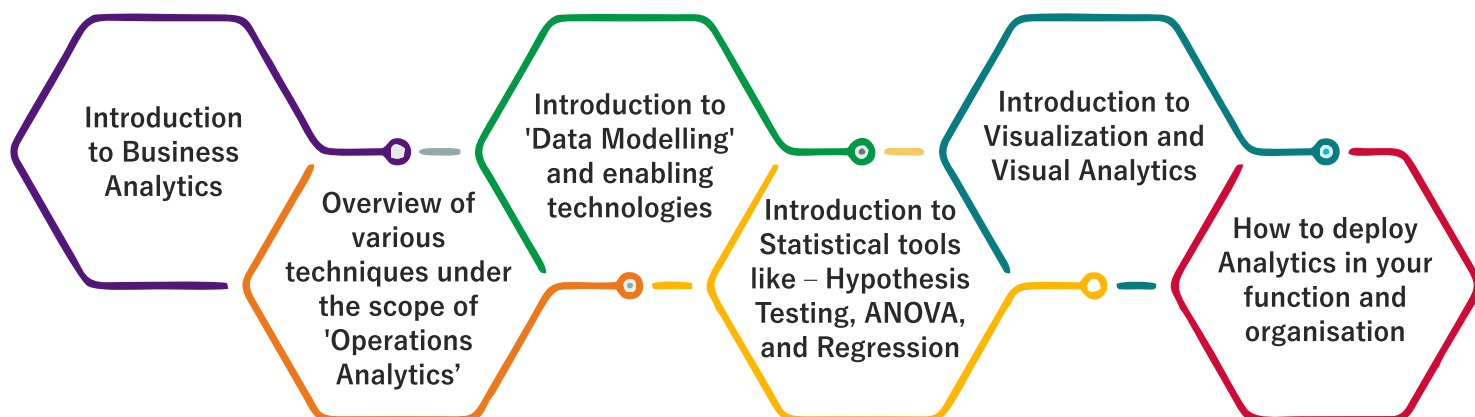 Introduction
to Business
Analytics
Overview of
various
techniques under
the scope of
'Operations
Analytics’
Introduction to
'Data Modelling'
and enabling
technologies
Introduction to
Statistical tools
like – Hypothesis
Testing, ANOVA,
and Regression
Introduction to
Visualization and
Visual Analytics
How to deploy
Analytics in your
function and
organisation